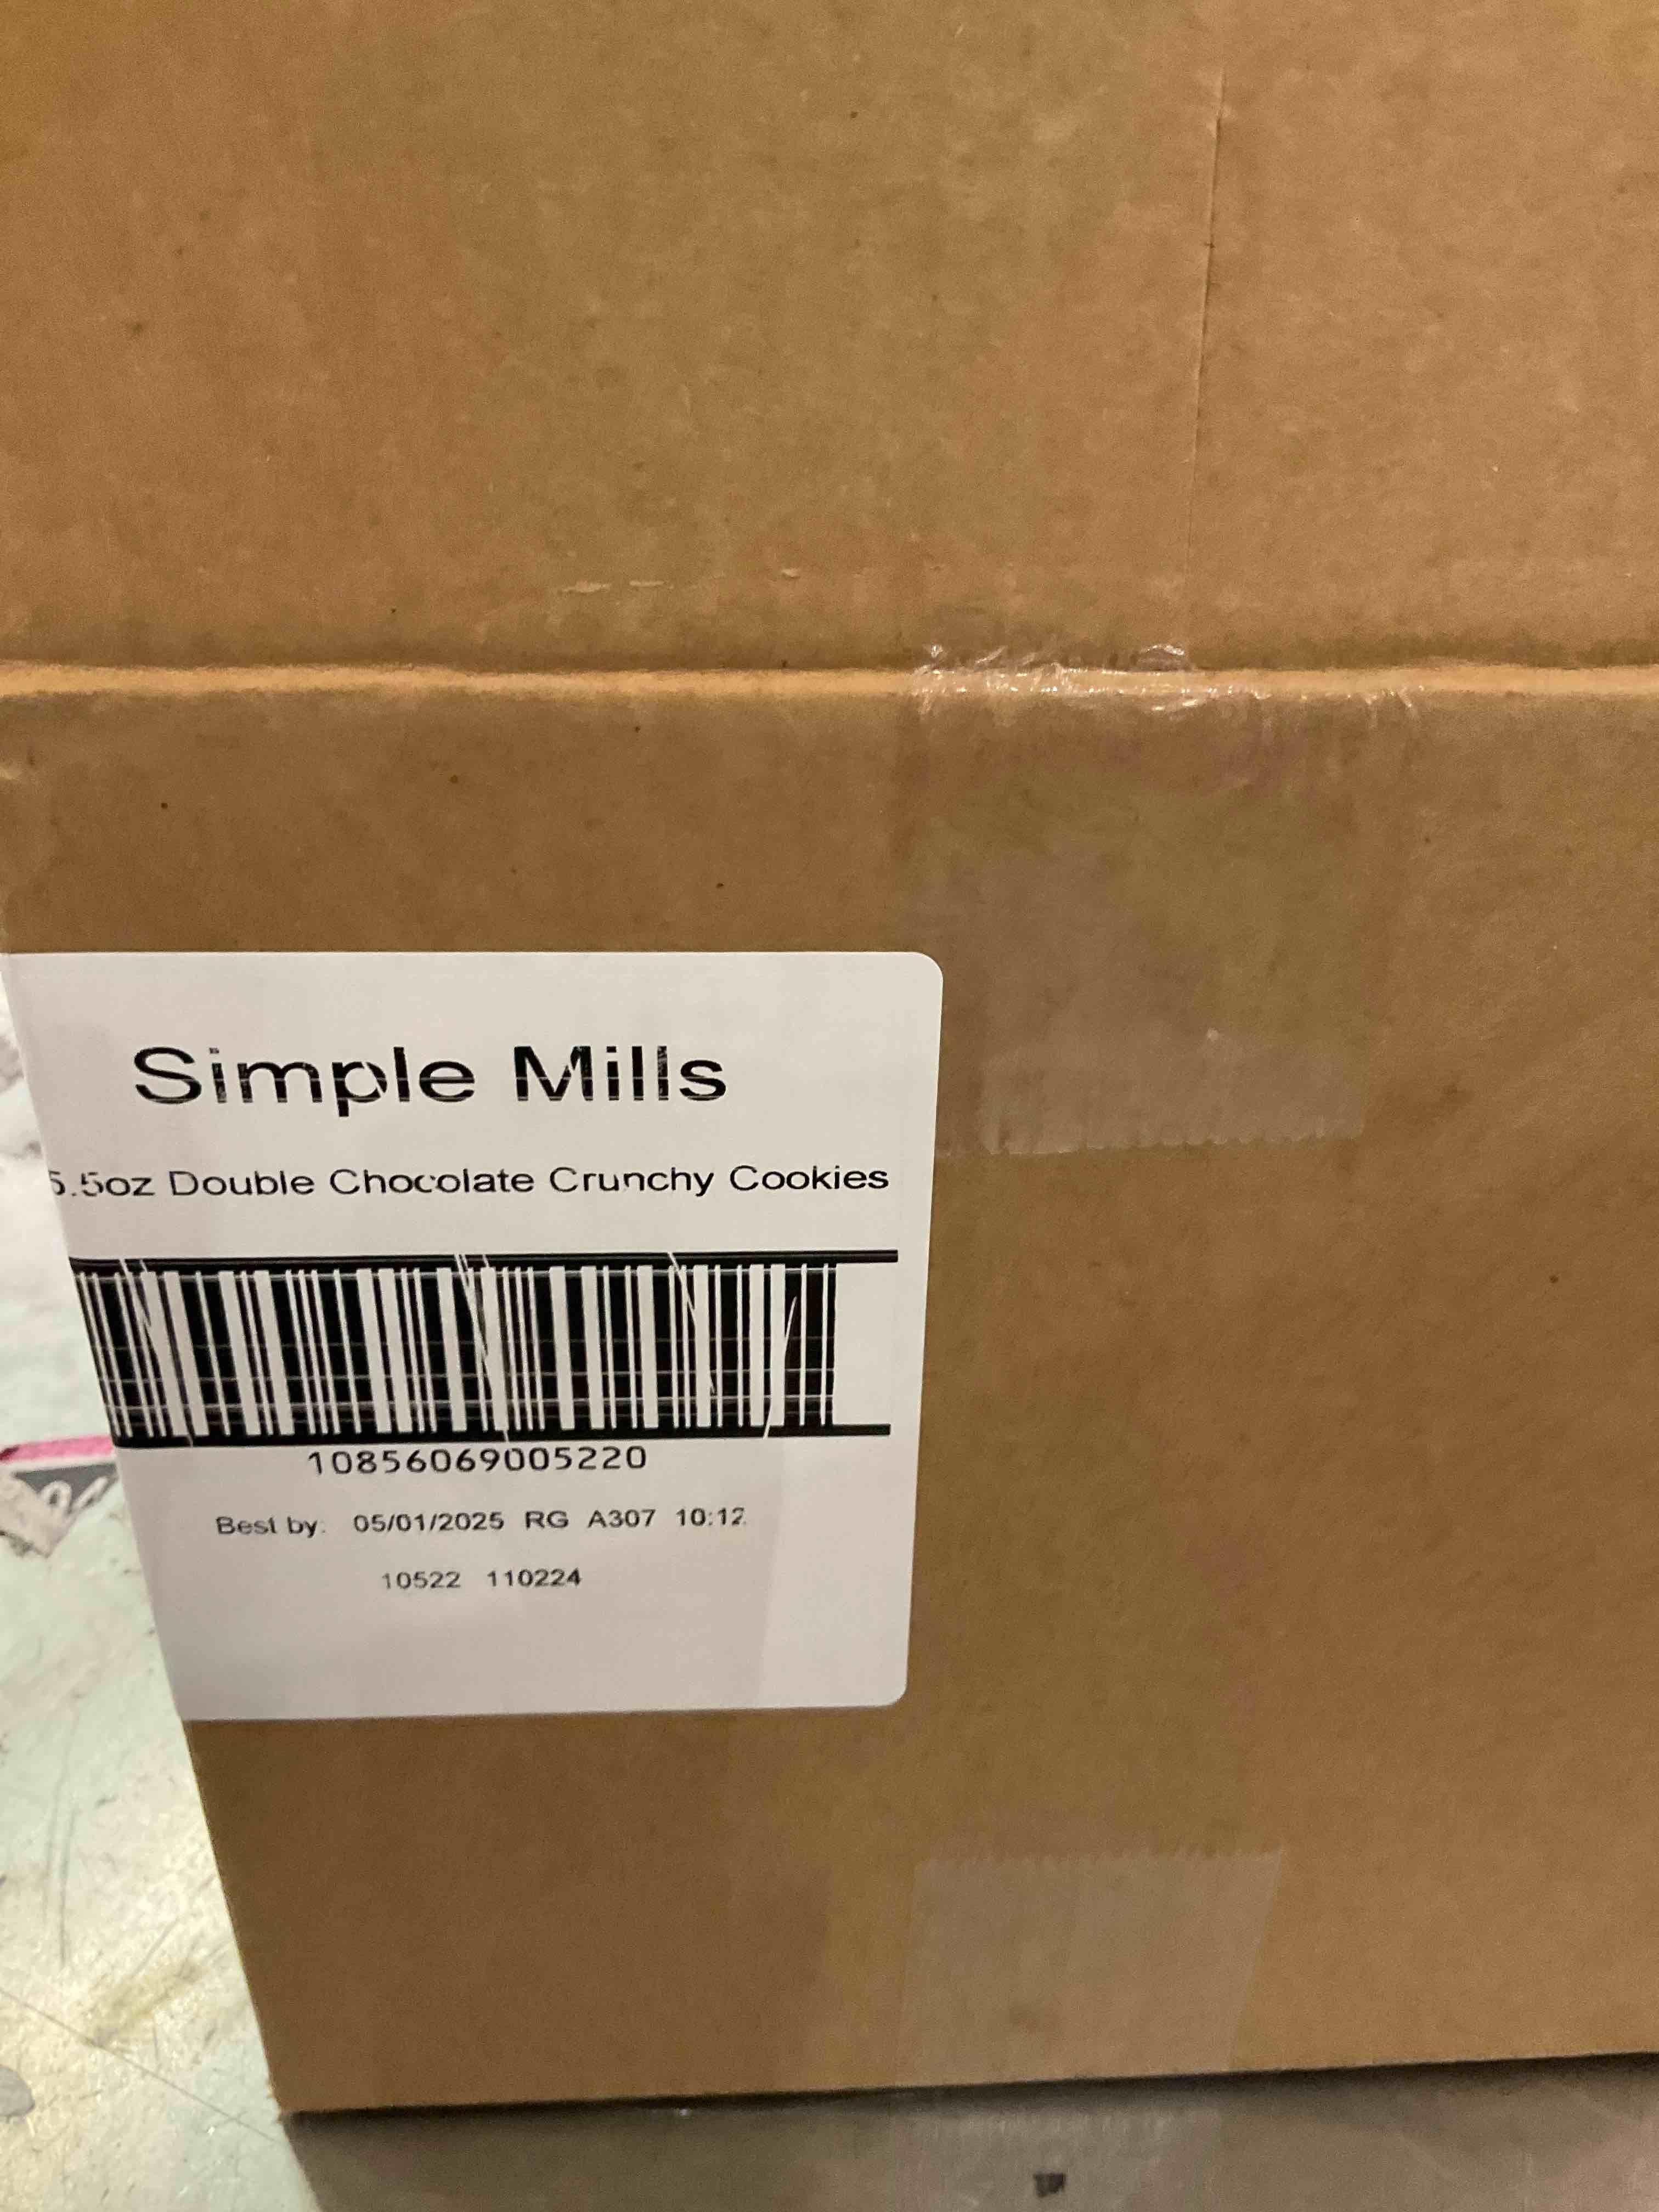 Simple Mills
5.5oz Double Chocolate Crunchy Cookies
10856069005220
Best by: 05/01/2025 RG A307 10:12
10522 110224